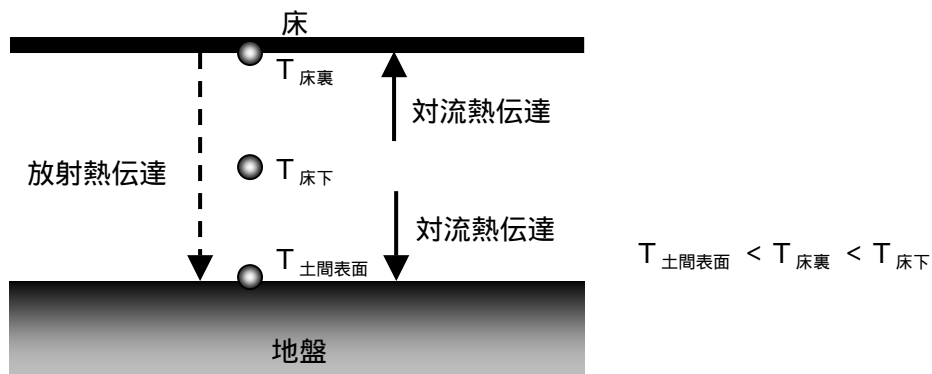 床
T 床裏
対流熱伝達
放射熱伝達
T 床下
対流熱伝達
T 土間表面
T 土間表面 < T 床裏 < T 床下
地盤